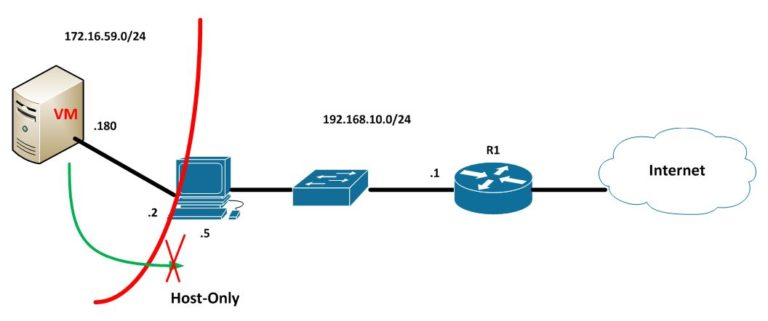 172.16.59.0/24
VM
.180
192.168.10.0/24
R1
.1
Internet
.2
.5
Host-Only